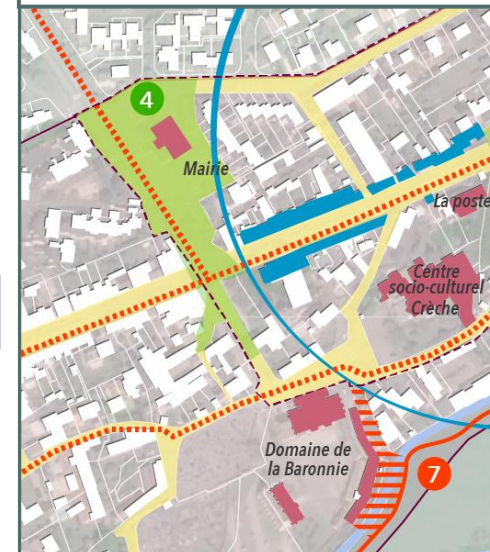 4
Mairie
La poste
Centre
socio-culturel
Crèche
Domaine de
la Baronnie
7